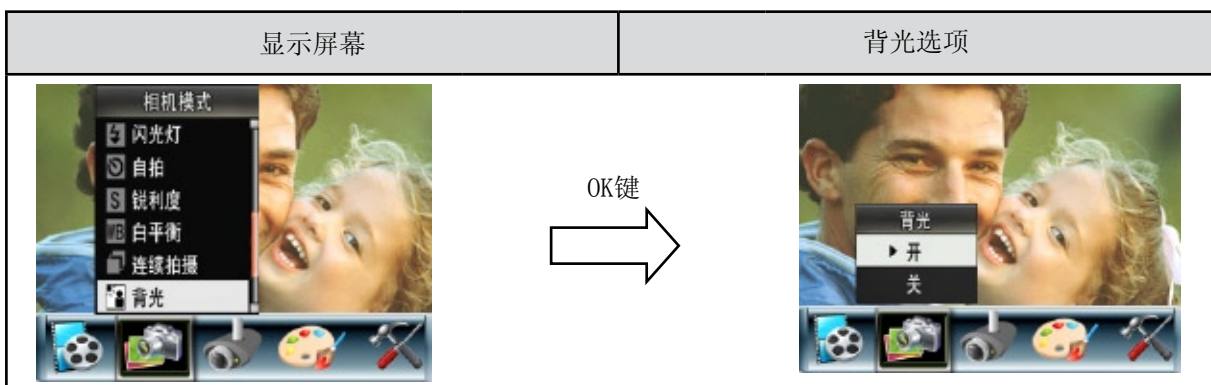 显示屏幕
背光选项
相机模式
闪光灯
自拍
S 锐利度
WB 白平衡
连续拍摄
背光
OK键
背光
开
关